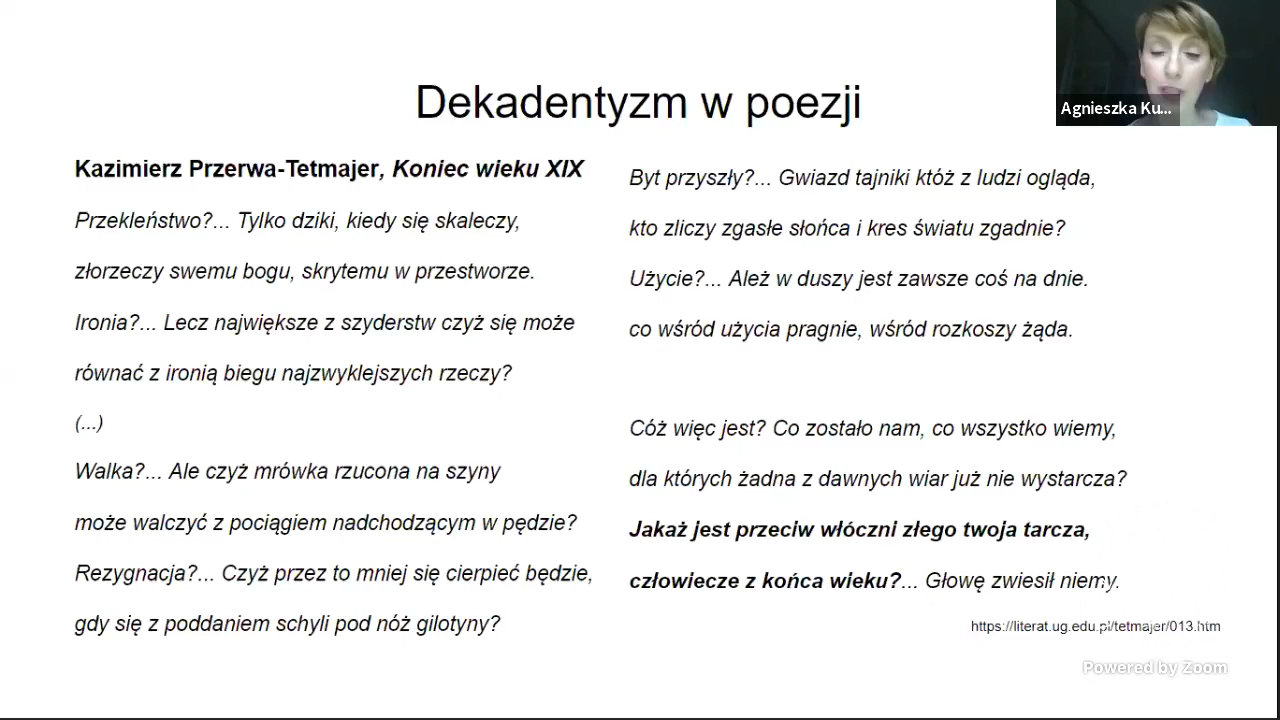 Dekadentyzm w poezji
Agnieszka Ku...
Kazimierz Przerwa-Tetmajer, Koniec wieku XIX
Przekleństwo?... Tylko dziki, kiedy się skaleczy,
złorzeczy swemu bogu, skrytemu w przestworze.
Ironia?... Lecz największe z szyderstw czyż się może
równać z ironią biegu najzwyklejszych rzeczy?
(...)
Walka?... Ale czyż mrówka rzucona na szyny
może walczyć z pociągiem nadchodzącym w pędzie?
Rezygnacja?... Czyż przez to mniej się cierpieć będzie,
gdy się z poddaniem schyli pod nóż gilotyny?
Byt przyszły?... Gwiazd tajniki któż z ludzi ogląda,
kto zliczy zgasłe słońca i kres światu zgadnie?
Użycie?... Ależ w duszy jest zawsze coś na dnie.
co wśród użycia pragnie, wśród rozkoszy żąda.
Cóż więc jest? Co zostało nam, co wszystko wiemy,
dla których żadna z dawnych wiar już nie wystarcza?
Jakaż jest przeciw włóczni złego twoja tarcza,
człowiecze z końca wieku?... Głowę zwiesił niemy.
https://literat.ug.edu.pl/tetmajer/013.htm
Powered by Zoom